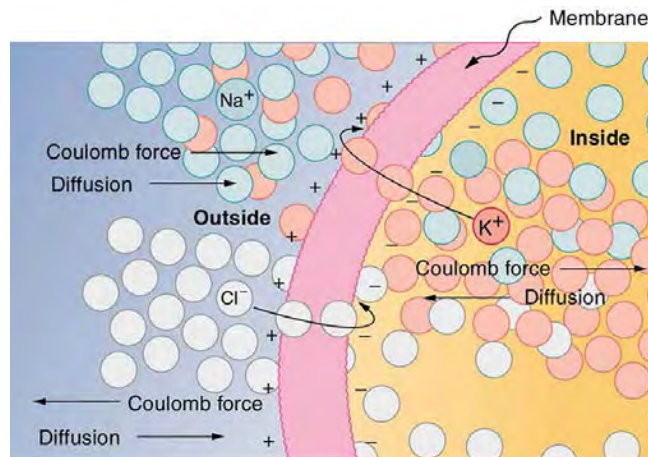 Membrane
Na⁺
Inside
Coulomb force
Diffusion
Outside
K⁺
Coulomb force
Diffusion
Cl⁻
Coulomb force
Diffusion